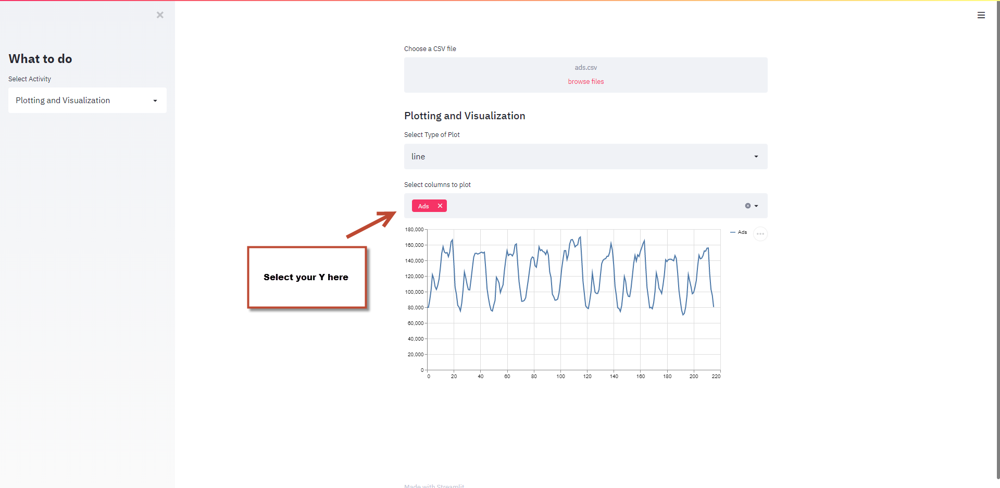 What to do
Select Activity
Plotting and Visualization
Choose a CSV file
ads.csv
browse files
Plotting and Visualization
Select Type of Plot
line
Select columns to plot
Ads
Select your Y here
Ads
180,000
160,000
140,000
120,000
100,000
80,000
60,000
40,000
20,000
0
0 20 40 60 80 100 120 140 160 180 200 220
Made with Streamlit